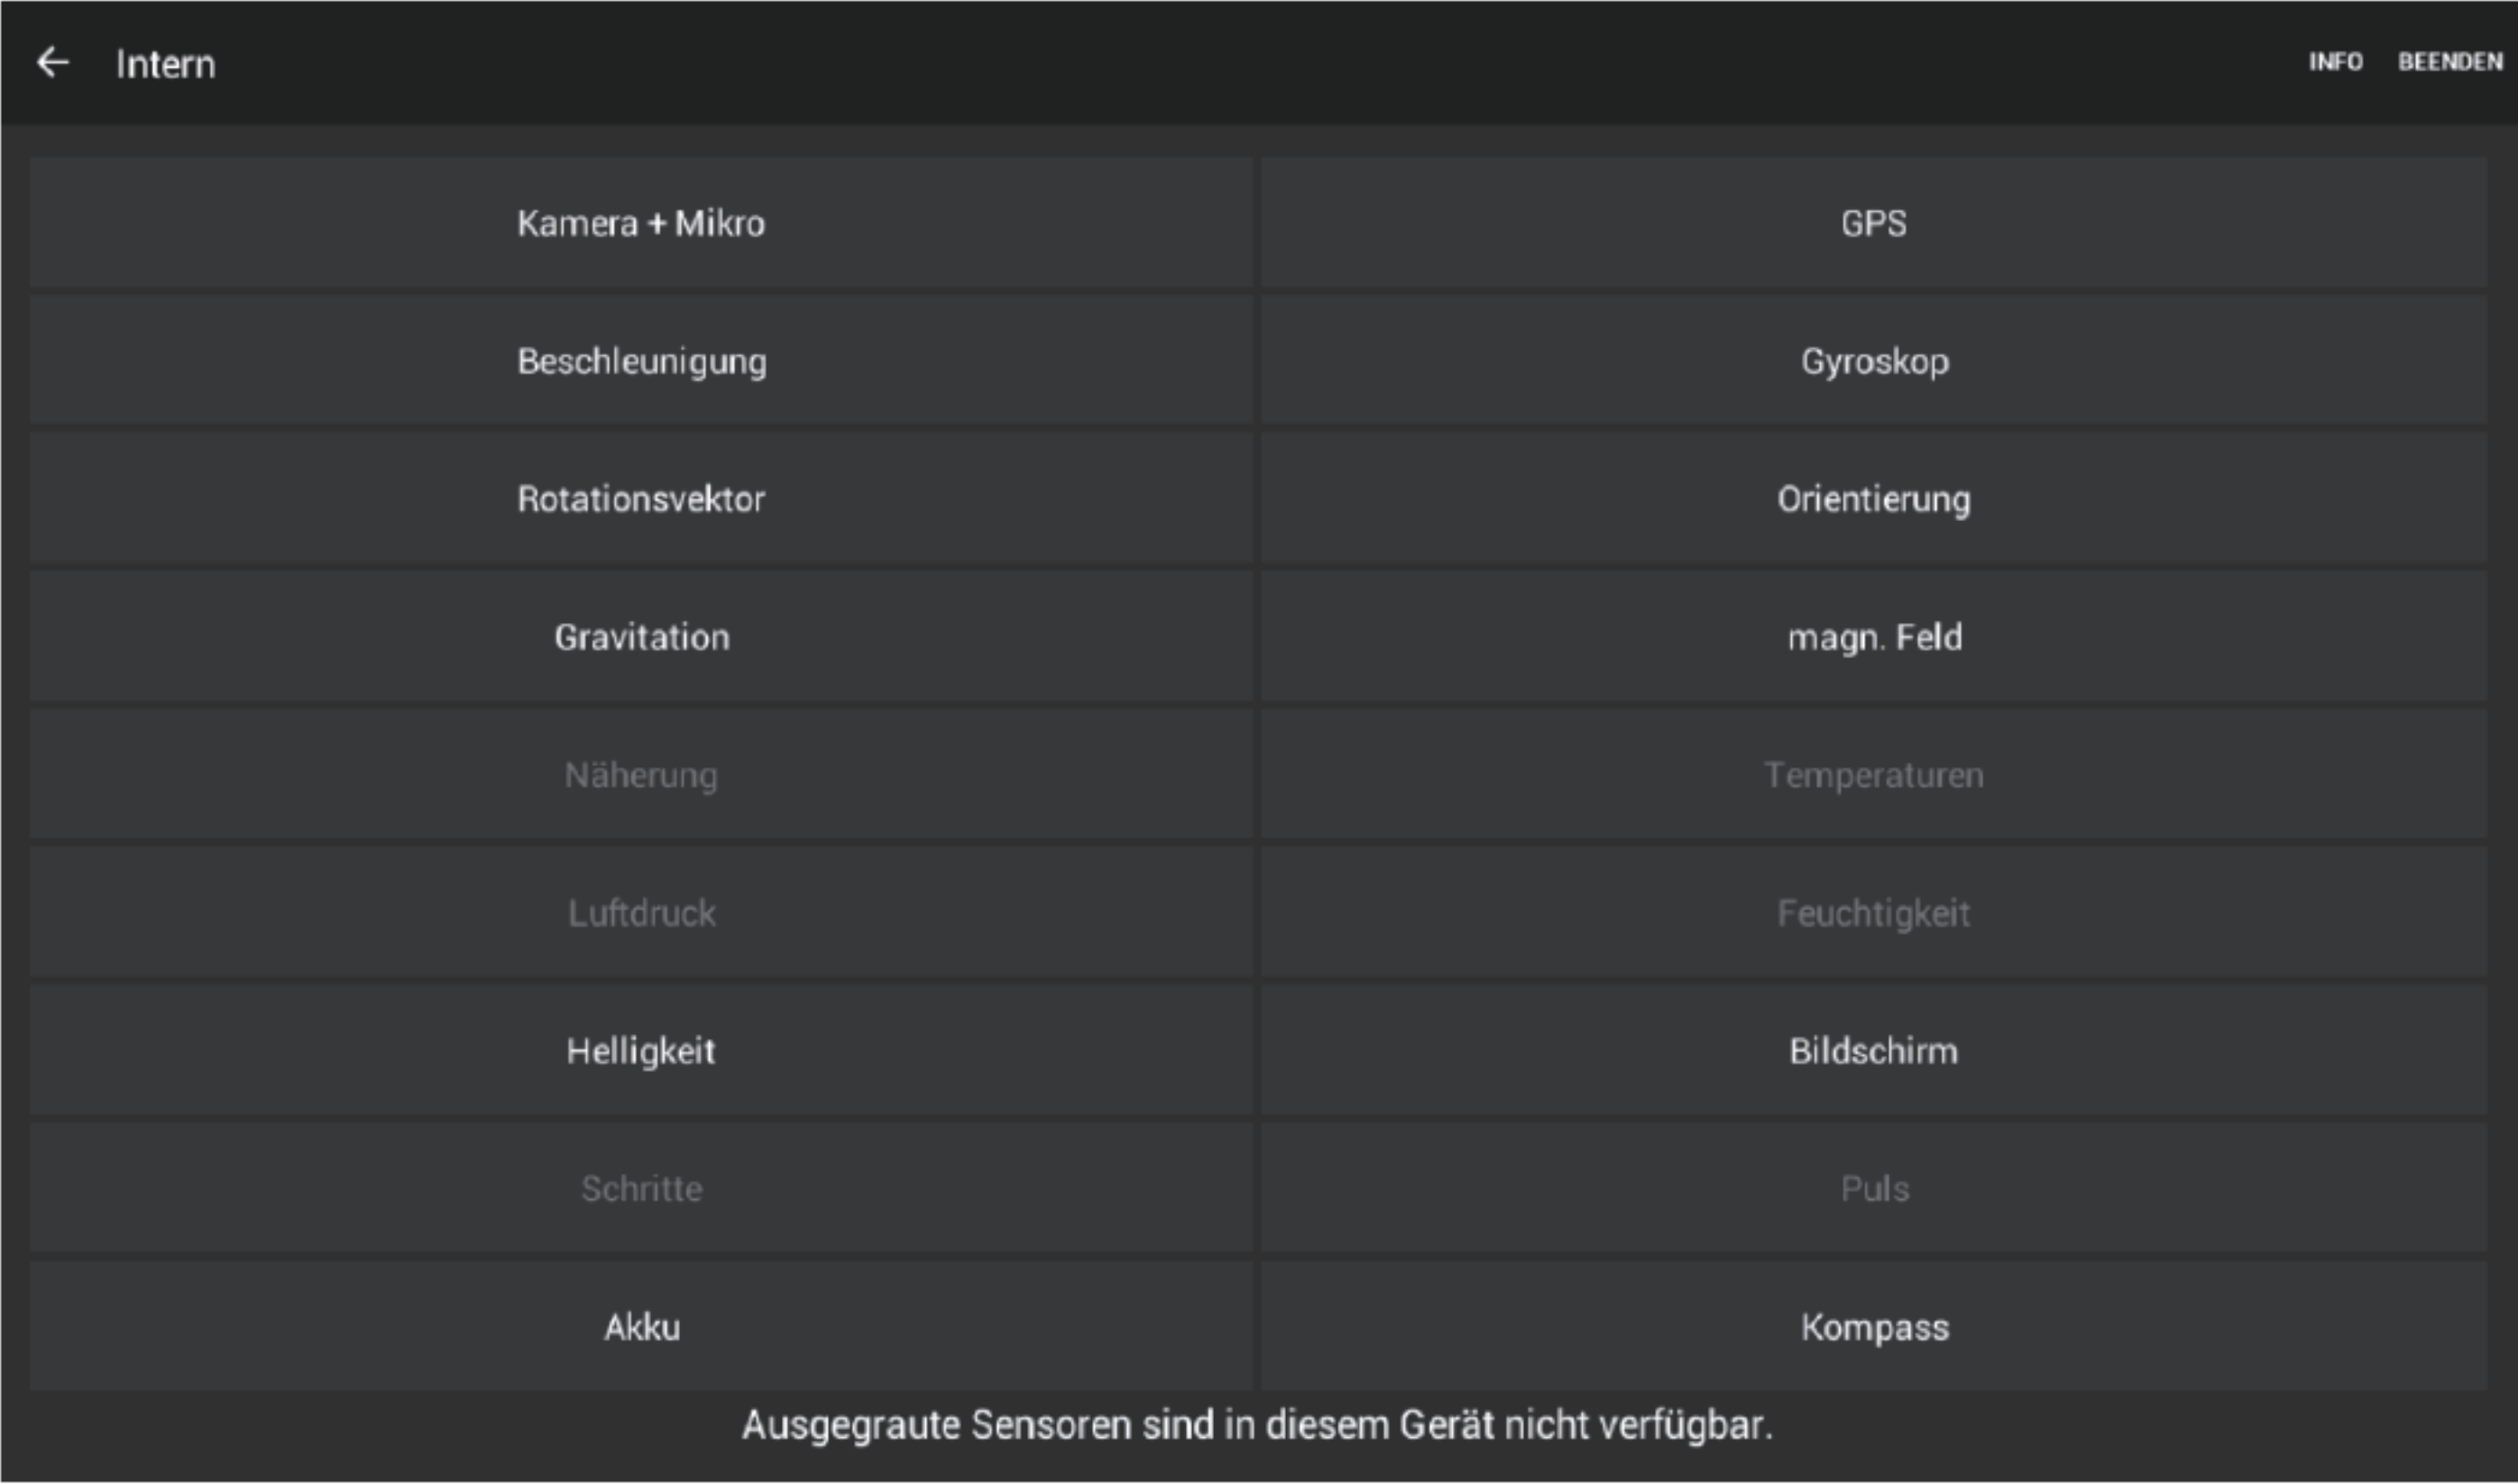 Intern
INFO BEENDEN
Kamera + Mikro
GPS
Beschleunigung
Gyroskop
Rotationsvektor
Orientierung
Gravitation
magn. Feld
Näherung
Temperaturen
Luftdruck
Feuchtigkeit
Helligkeit
Bildschirm
Schritte
Puls
Akku
Kompass
Ausgegraute Sensoren sind in diesem Gerät nicht verfügbar.